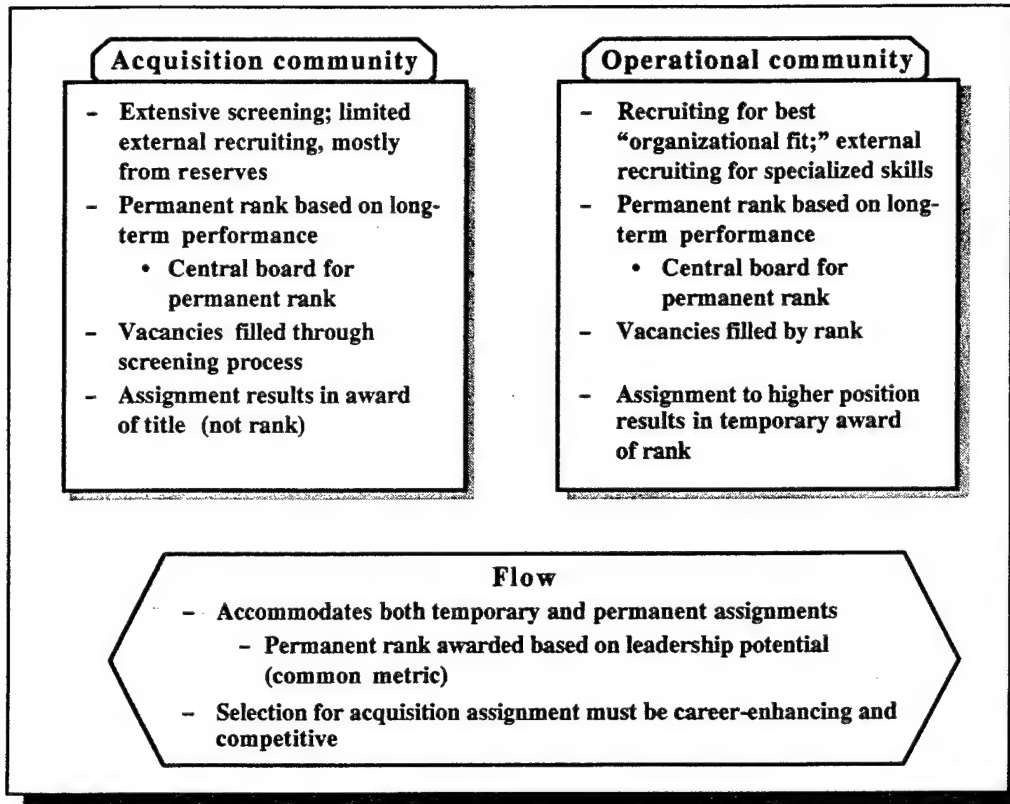 Acquisition community
– Extensive screening; limited
external recruiting, mostly
from reserves
– Permanent rank based on long-
term performance
• Central board for
permanent rank
– Vacancies filled through
screening process
– Assignment results in award
of title (not rank)
Operational community
– Recruiting for best
“organizational fit;” external
recruiting for specialized skills
– Permanent rank based on long-
term performance
• Central board for
permanent rank
– Vacancies filled by rank
– Assignment to higher position
results in temporary award
of rank
Flow
– Accommodates both temporary and permanent assignments
– Permanent rank awarded based on leadership potential
(common metric)
– Selection for acquisition assignment must be career-enhancing and
competitive